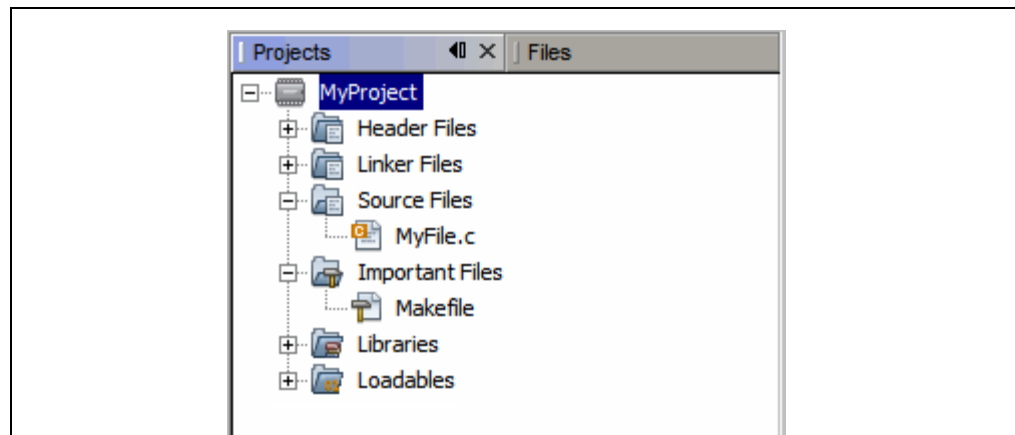 Projects Files
MyProject
Header Files
Linker Files
Source Files
MyFile.c
Important Files
Makefile
Libraries
Loadables